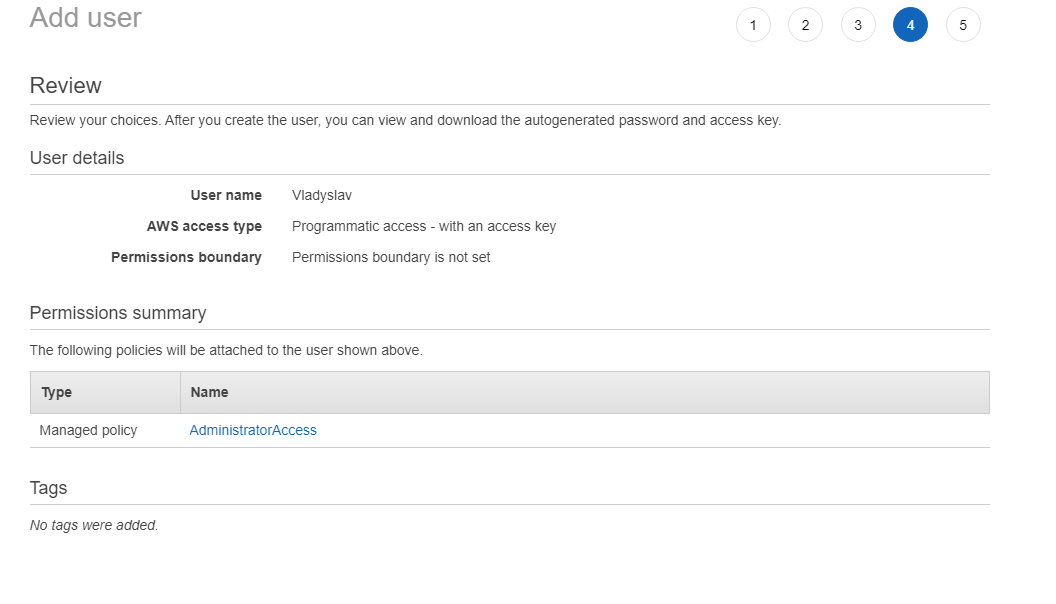 Add user
1 2 3 4 5
Review
Review your choices. After you create the user, you can view and download the autogenerated password and access key.
User details
User name Vladyslav
AWS access type Programmatic access - with an access key
Permissions boundary Permissions boundary is not set
Permissions summary
The following policies will be attached to the user shown above.
Type Name
Managed policy AdministratorAccess
Tags
No tags were added.